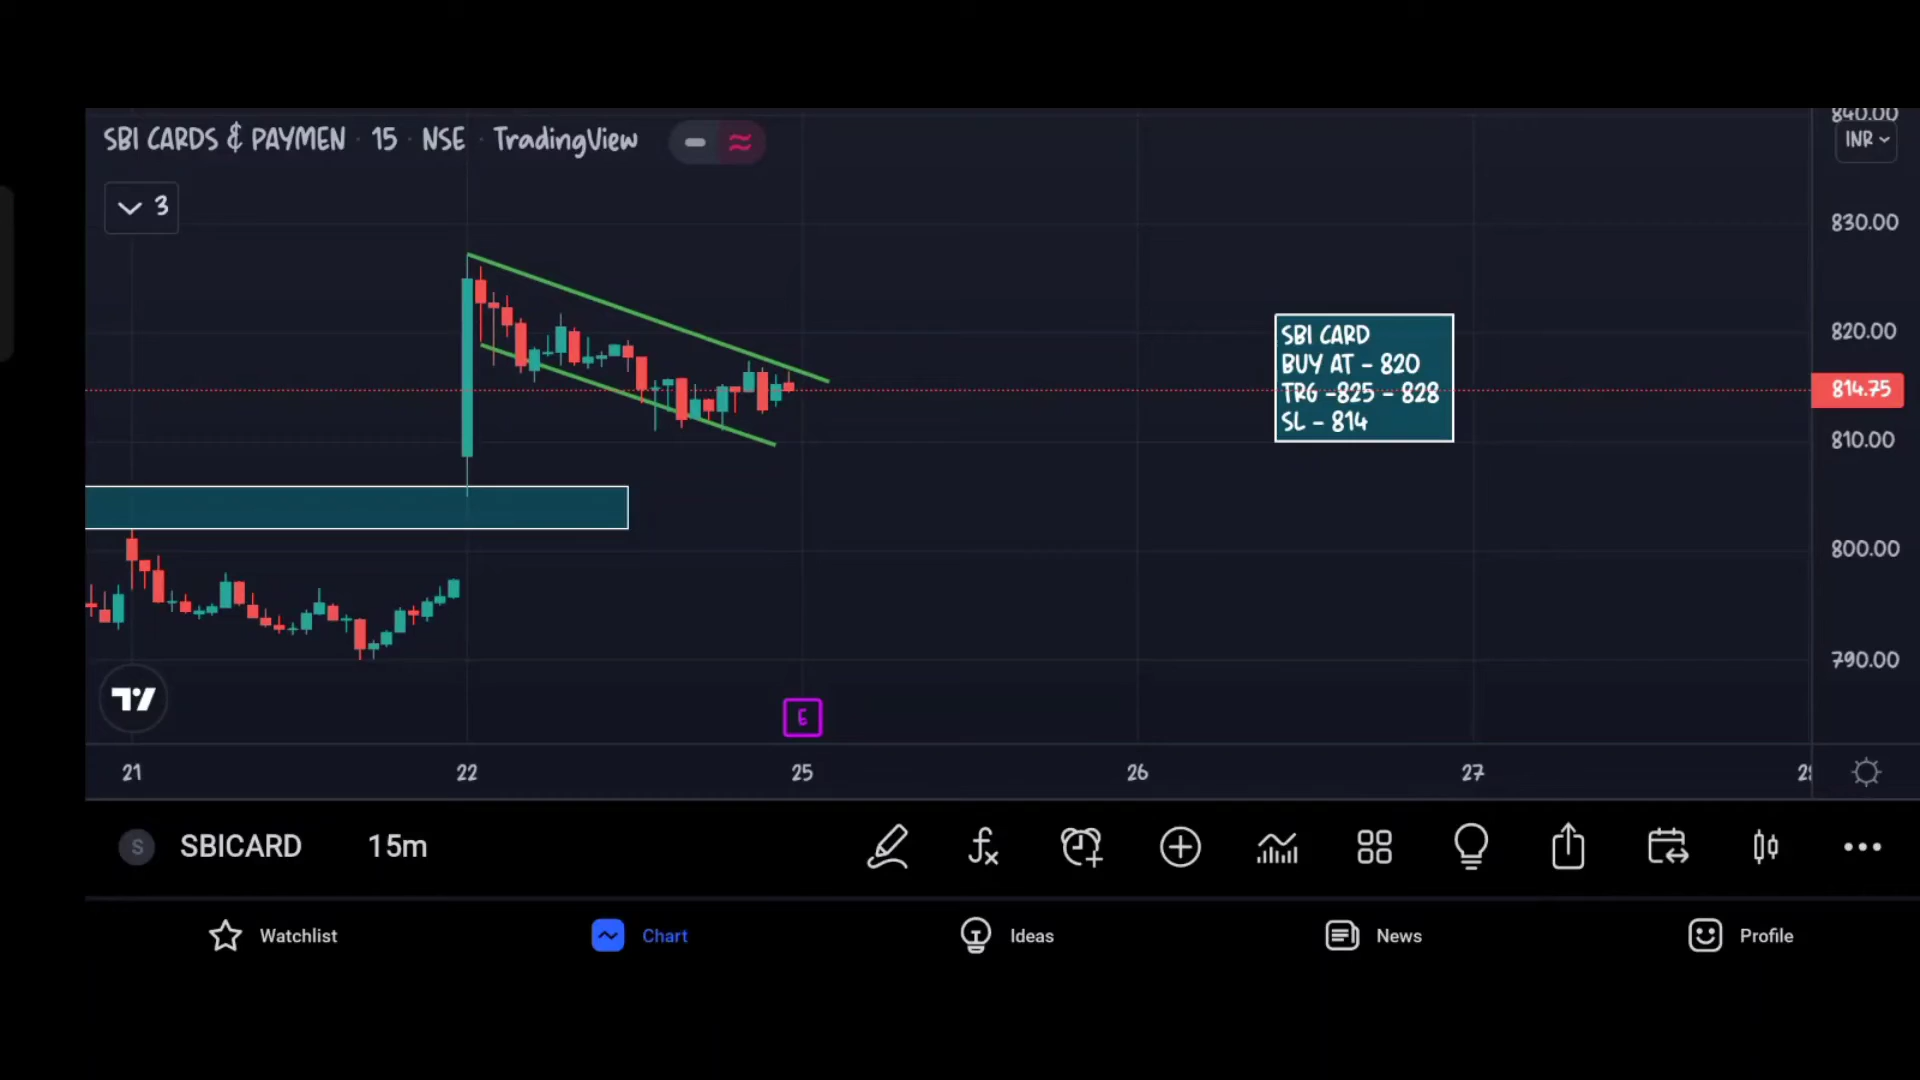 840.00
SBI CARDS & PAYMEN · 15 · NSE · TradingView
INR
3
830.00
820.00
SBI CARD
BUY AT - 820
TRG -825 - 828
SL - 814
814.75
810.00
800.00
790.00
E
21 22 25 26 27
S SBICARD 15m
Watchlist Chart Ideas News Profile